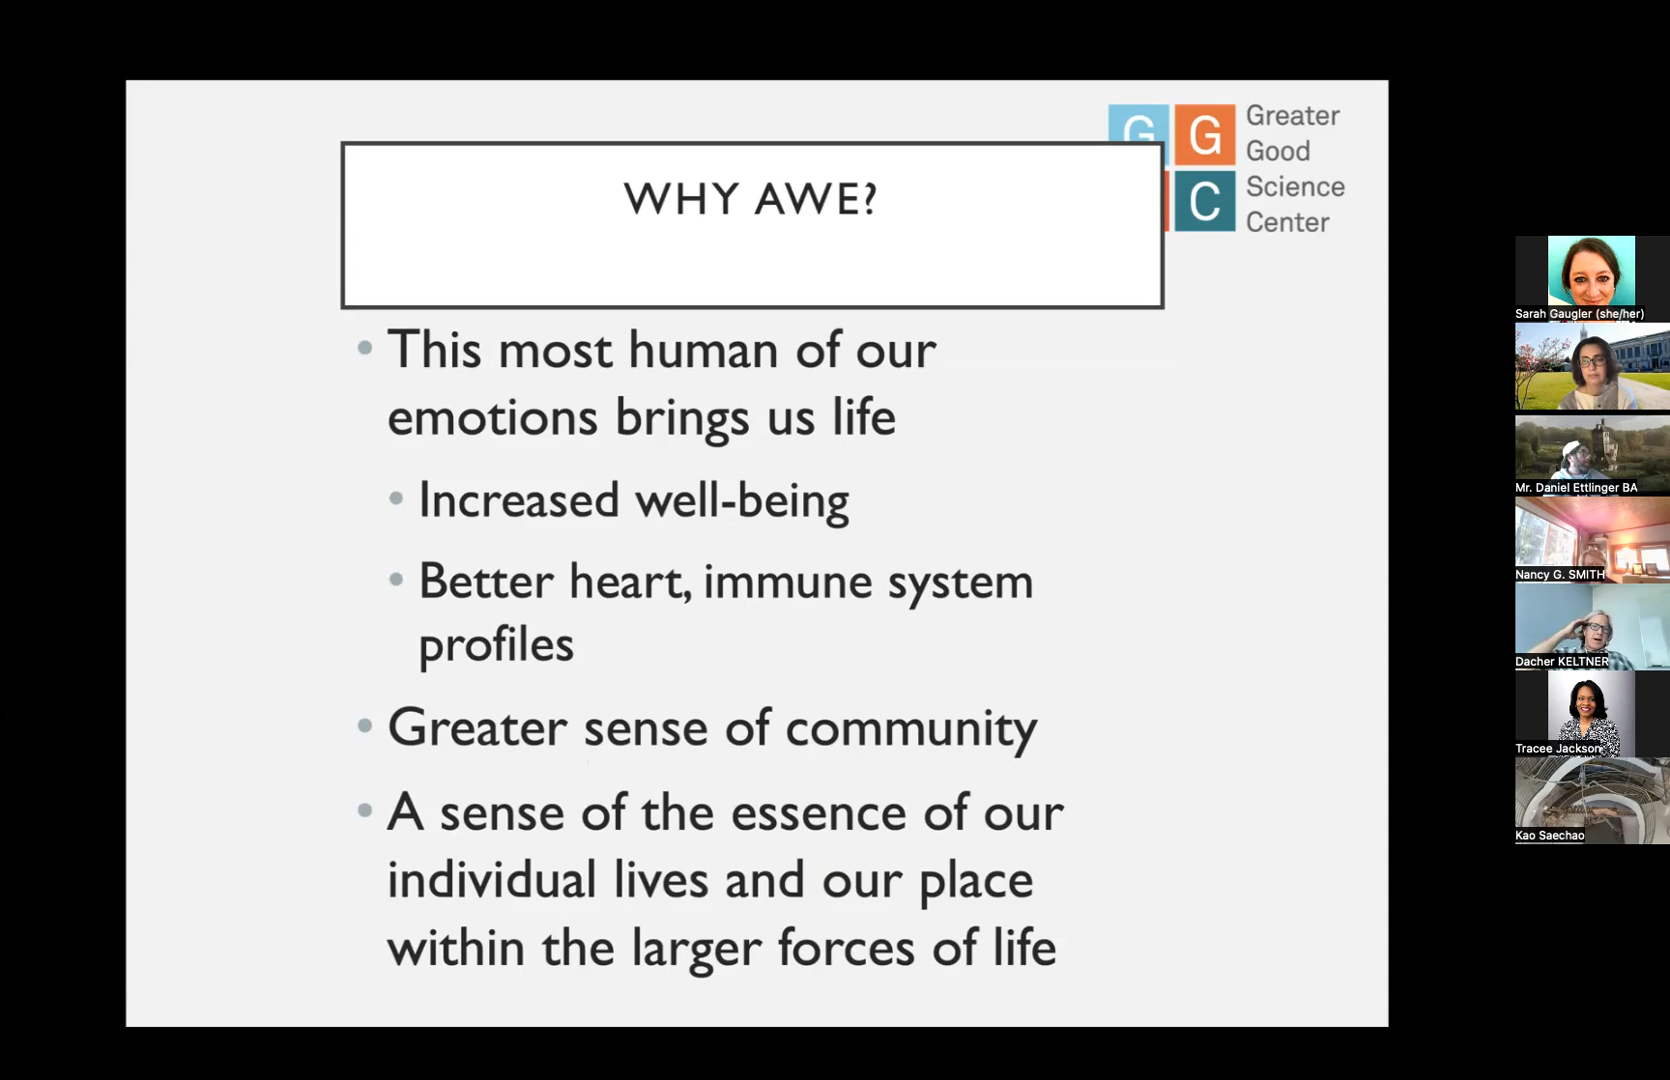 G G Greater
Good
C Science
Center
WHY AWE?
This most human of our
emotions brings us life
Increased well-being
Better heart, immune system
profiles
Greater sense of community
A sense of the essence of our
individual lives and our place
within the larger forces of life
Sarah Gaugler (she/her)
Mr. Daniel Ettlinger BA
Nancy G. SMITH
Dacher KELTNER
Tracee Jackson
Kao Saechao